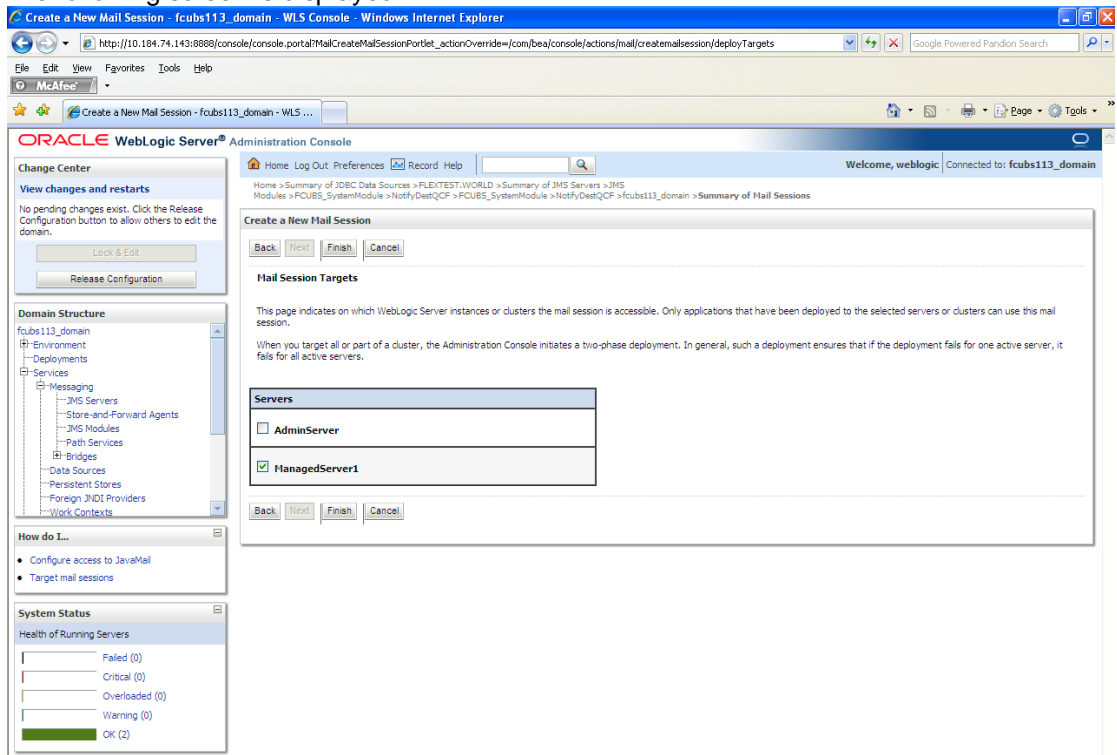 Create a New Mail Session - fcubs113_domain - WLS Console - Windows Internet Explorer
http://10.184.74.143:8888/console/console.portal?MailCreateMailSessionPortlet_actionOverride=/com/bea/console/actions/mail/createmailsession/deployTargets
Google Powered Pandion Search
File Edit View Favorites Tools Help
McAfee
Create a New Mail Session - fcubs113_domain - WLS ...
Page Tools
ORACLE WebLogic Server® Administration Console
Change Center
View changes and restarts
No pending changes exist. Click the Release
Configuration button to allow others to edit the
domain.
Lock & Edit
Release Configuration
Domain Structure
fcubs113_domain
Environment
Deployments
Services
Messaging
JMS Servers
Store-and-Forward Agents
JMS Modules
Path Services
Bridges
Data Sources
Persistent Stores
Foreign JNDI Providers
Work Contexts
How do I...
Configure access to JavaMail
Target mail sessions
System Status
Health of Running Servers
Failed (0)
Critical (0)
Overloaded (0)
Warning (0)
OK (2)
Home Log Out Preferences Record Help
Welcome, weblogic Connected to: fcubs113_domain
Home >Summary of JDBC Data Sources >FLEXTEST.WORLD >Summary of JMS Servers >JMS
Modules >FCUBS_SystemModule >NotifyDestQCF >FCUBS_SystemModule >NotifyDestQCF >fcubs113_domain >Summary of Mail Sessions
Create a New Mail Session
Back Next Finish Cancel
Mail Session Targets
This page indicates on which WebLogic Server instances or clusters the mail session is accessible. Only applications that have been deployed to the selected servers or clusters can use this mail
session.
When you target all or part of a cluster, the Administration Console initiates a two-phase deployment. In general, such a deployment ensures that if the deployment fails for one active server, it
fails for all active servers.
Servers
AdminServer
ManagedServer1
Back Next Finish Cancel